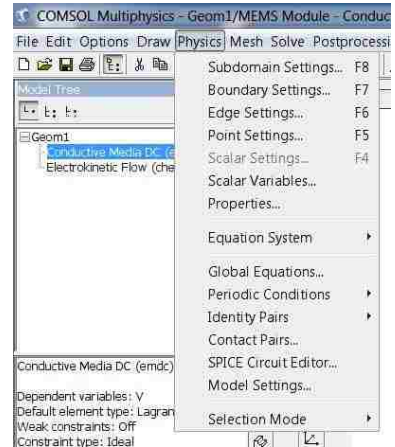 COMSOL Multiphysics - Geom1/MEMS Module - Conduc
File Edit Options Draw Physics Mesh Solve Postprocessi
Model Tree
Geom1
Conductive Media DC (e
Electrokinetic Flow (che
Subdomain Settings... F8
Boundary Settings... F7
Edge Settings... F6
Point Settings... F5
Scalar Settings... F4
Scalar Variables...
Properties...
Equation System
Global Equations...
Periodic Conditions
Identity Pairs
Contact Pairs...
SPICE Circuit Editor...
Model Settings...
Selection Mode
Conductive Media DC (emdc)
Dependent variables: V
Default element type: Lagran
Weak constraints: Off
Constraint type: Ideal